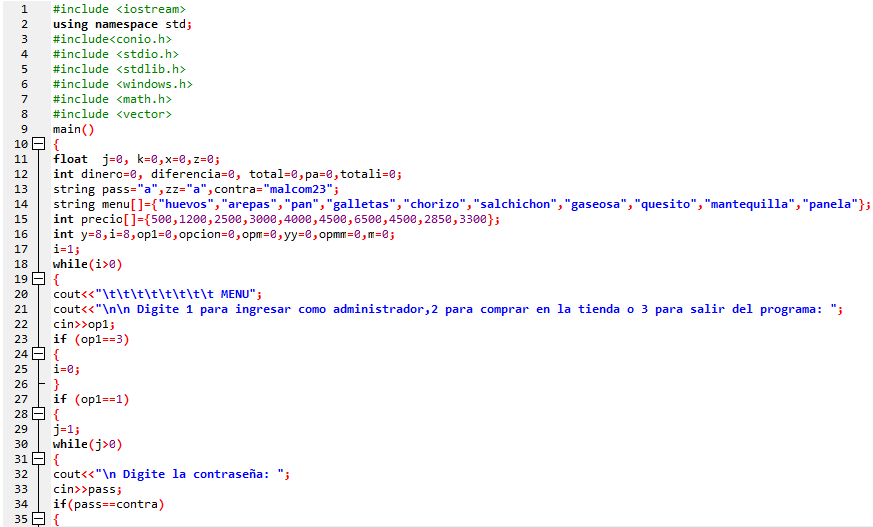 1 #include <iostream>
2 using namespace std;
3 #include<conio.h>
4 #include <stdio.h>
5 #include <stdlib.h>
6 #include <windows.h>
7 #include <math.h>
8 #include <vector>
9 main()
10 {
11 float  j=0, k=0,x=0,z=0;
12 int dinero=0, diferencia=0, total=0,pa=0,totali=0;
13 string pass="a",zz="a",contra="malcom23";
14 string menu[]={"huevos","arepas","pan","galletas","chorizo","salchichon","gaseosa","quesito","mantequilla","panela"};
15 int precio[]={500,1200,2500,3000,4000,4500,6500,4500,2850,3300};
16 int y=8,i=8,op1=0,opcion=0,opm=0,yy=0,opmm=0,m=0;
17 i=1;
18 while(i>0)
19 {
20 cout<<"\t\t\t\t\t\t\t\t MENU";
21 cout<<"\n\n Digite 1 para ingresar como administrador,2 para comprar en la tienda o 3 para salir del programa: ";
22 cin>>op1;
23 if (op1==3)
24 {
25 i=0;
26 }
27 if (op1==1)
28 {
29 j=1;
30 while(j>0)
31 {
32 cout<<"\n Digite la contraseña: ";
33 cin>>pass;
34 if(pass==contra)
35 {